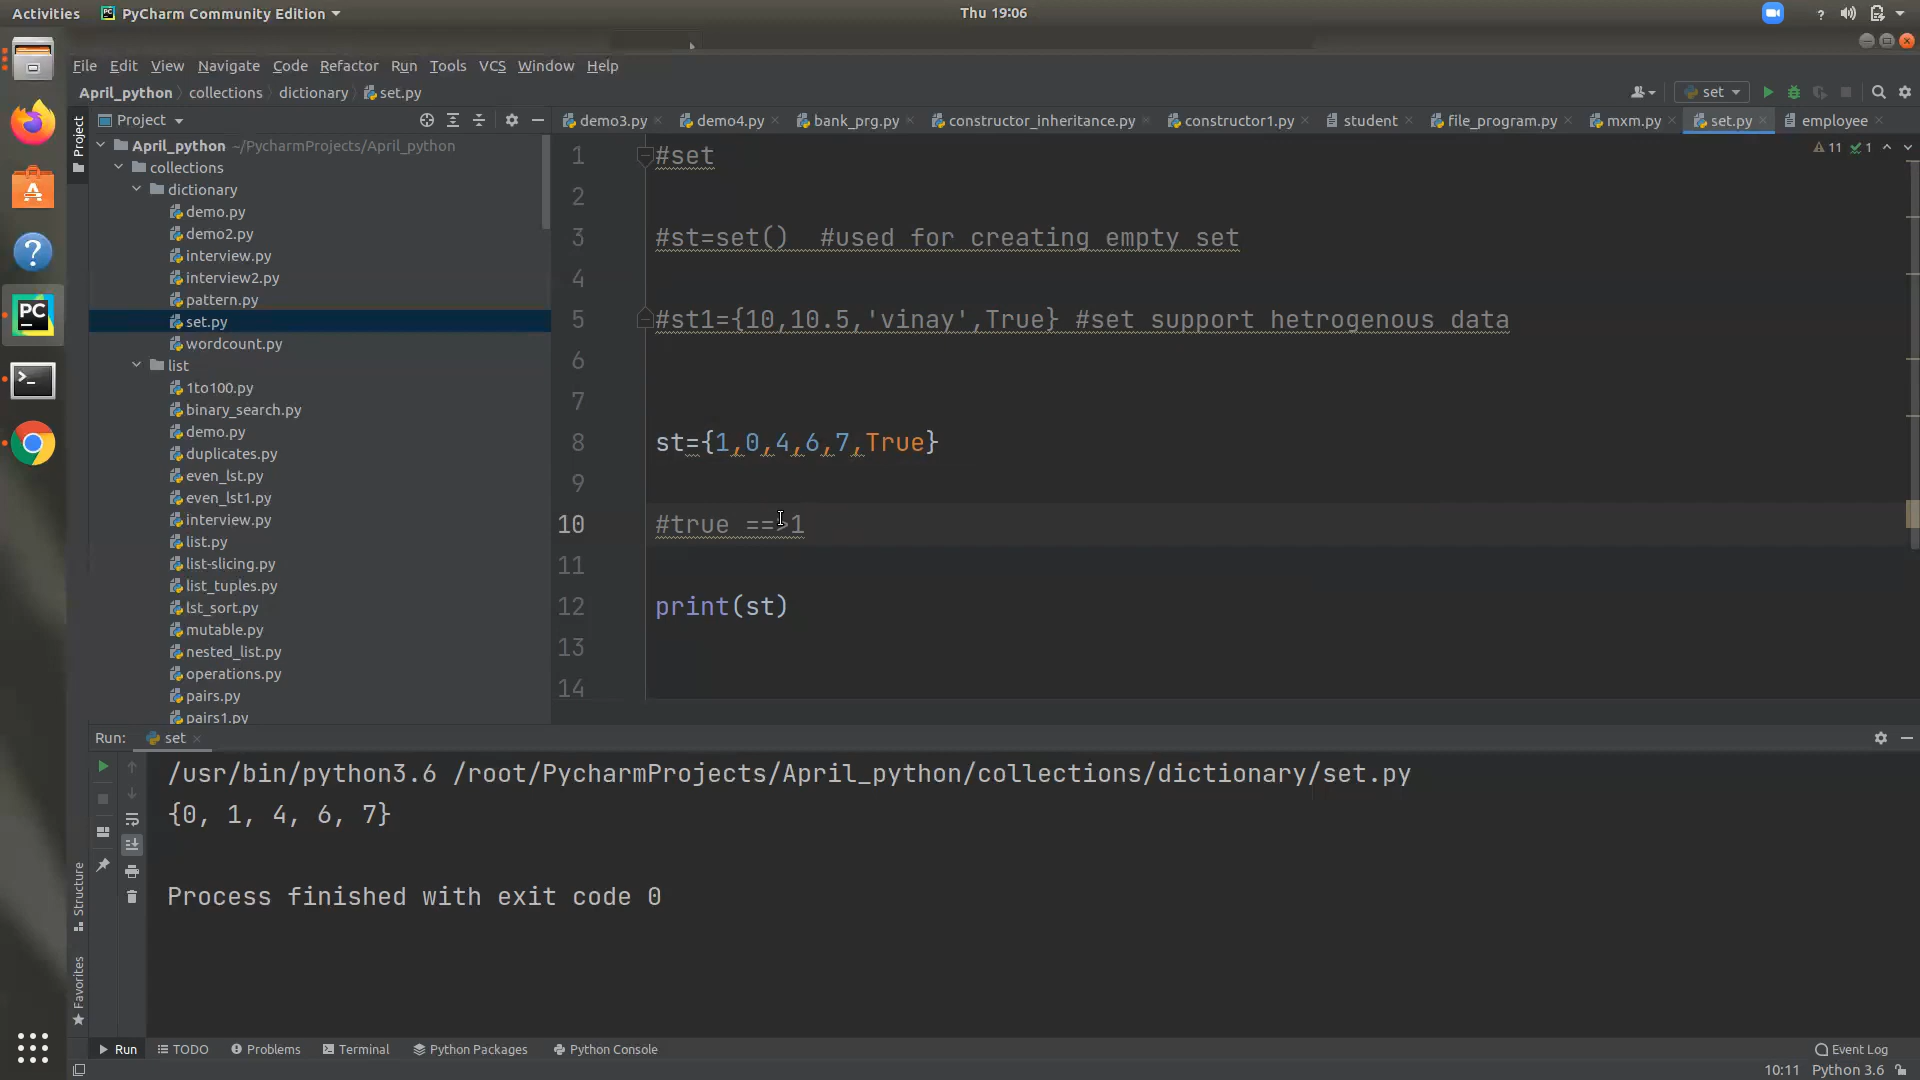 Activities PyCharm Community Edition Thu 19:06 ?
File Edit View Navigate Code Refactor Run Tools VCS Window Help
April_python collections dictionary set.py set
Project demo3.py demo4.py bank_prg.py constructor_inheritance.py constructor1.py student file_program.py mxm.py set.py employee
Project
April_python ~/PycharmProjects/April_python
collections
dictionary
demo.py
demo2.py
interview.py
interview2.py
pattern.py
set.py
wordcount.py
list
1to100.py
binary_search.py
demo.py
duplicates.py
even_lst.py
even_lst1.py
interview.py
list.py
list-slicing.py
list_tuples.py
lst_sort.py
mutable.py
nested_list.py
operations.py
pairs.py
pairs1.py
11 1
1 #set
2
3 #st=set() #used for creating empty set
4
5 #st1={10,10.5,'vinay',True} #set support hetrogenous data
6
7
8 st={1,0,4,6,7,True}
9
10 #true ==>1
11
12 print(st)
13
14
Run: set
/usr/bin/python3.6 /root/PycharmProjects/April_python/collections/dictionary/set.py
{0, 1, 4, 6, 7}
Process finished with exit code 0
Structure
Favorites
Run TODO Problems Terminal Python Packages Python Console Event Log
10:11 Python 3.6